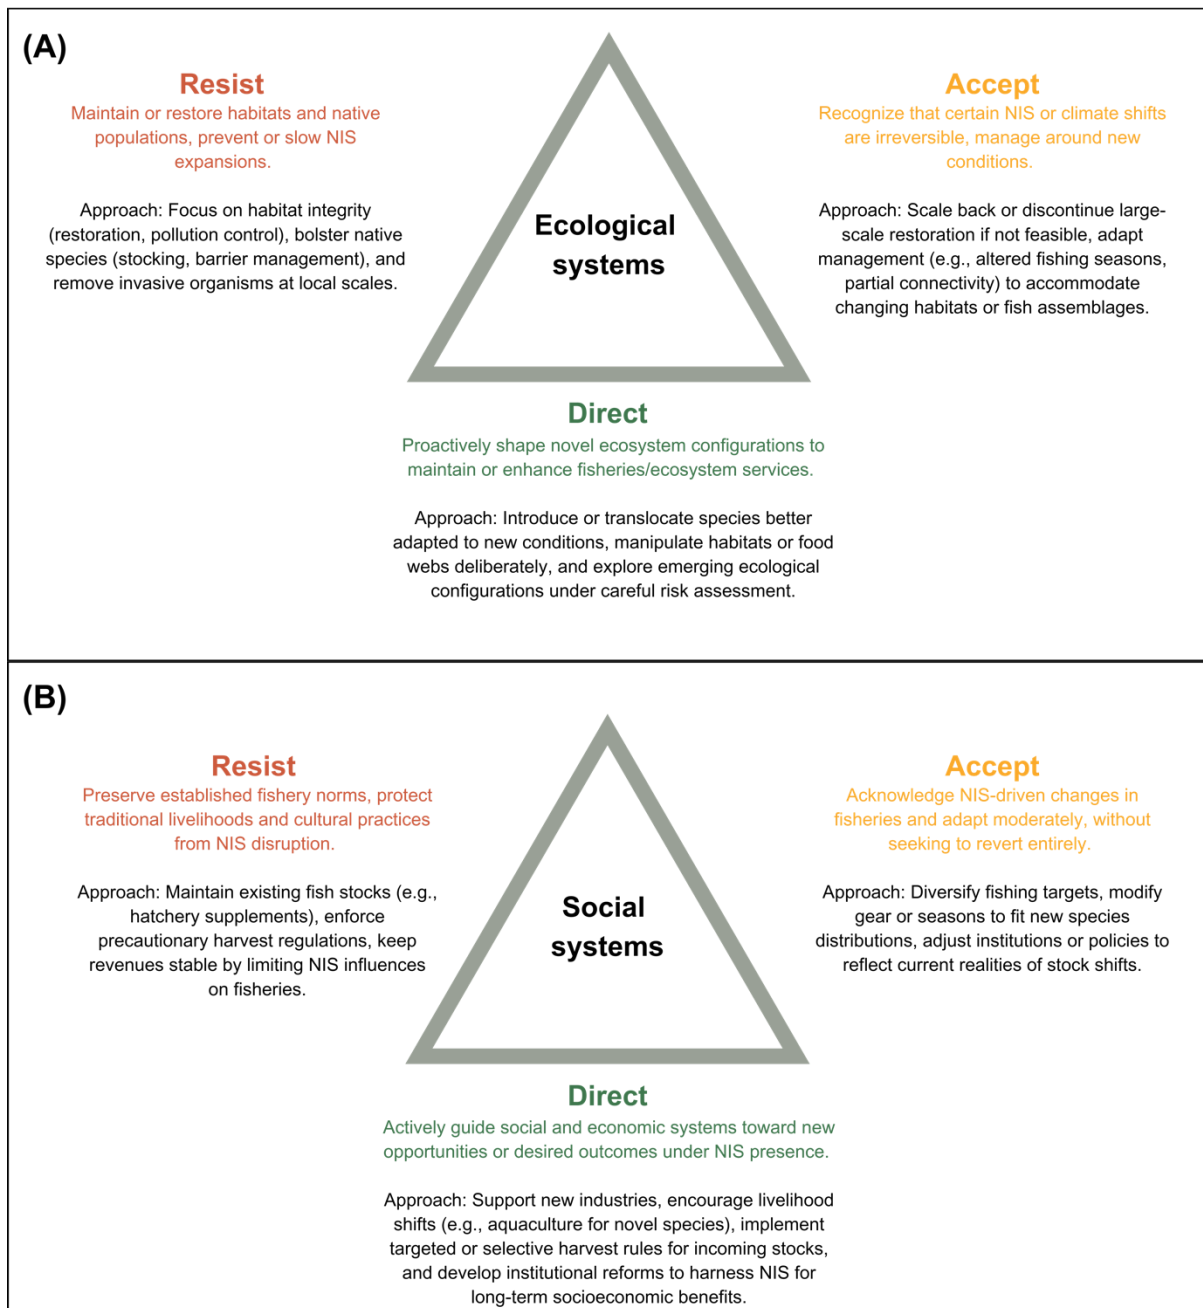 (A)
Resist
Maintain or restore habitats and native
populations, prevent or slow NIS
expansions.
Approach: Focus on habitat integrity
(restoration, pollution control), bolster native
species (stocking, barrier management), and
remove invasive organisms at local scales.
Ecological
systems
Accept
Recognize that certain NIS or climate shifts
are irreversible, manage around new
conditions.
Approach: Scale back or discontinue large-
scale restoration if not feasible, adapt
management (e.g., altered fishing seasons,
partial connectivity) to accommodate
changing habitats or fish assemblages.
Direct
Proactively shape novel ecosystem configurations to
maintain or enhance fisheries/ecosystem services.
Approach: Introduce or translocate species better
adapted to new conditions, manipulate habitats or food
webs deliberately, and explore emerging ecological
configurations under careful risk assessment.
(B)
Resist
Preserve established fishery norms, protect
traditional livelihoods and cultural practices
from NIS disruption.
Approach: Maintain existing fish stocks (e.g.,
hatchery supplements), enforce
precautionary harvest regulations, keep
revenues stable by limiting NIS influences
on fisheries.
Social
systems
Accept
Acknowledge NIS-driven changes in
fisheries and adapt moderately, without
seeking to revert entirely.
Approach: Diversify fishing targets, modify
gear or seasons to fit new species
distributions, adjust institutions or policies to
reflect current realities of stock shifts.
Direct
Actively guide social and economic systems toward new
opportunities or desired outcomes under NIS presence.
Approach: Support new industries, encourage livelihood
shifts (e.g., aquaculture for novel species), implement
targeted or selective harvest rules for incoming stocks,
and develop institutional reforms to harness NIS for
long-term socioeconomic benefits.